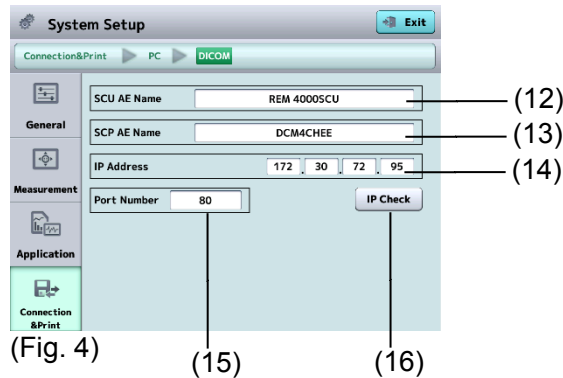 System Setup
Exit
Connection&Print
PC
DICOM
General
Measurement
Application
Connection
&Print
SCU AE Name
REM 4000SCU
(12)
SCP AE Name
DCM4CHEE
(13)
IP Address
172 . 30 . 72 . 95
(14)
Port Number
80
IP Check
(Fig. 4)
(15)
(16)